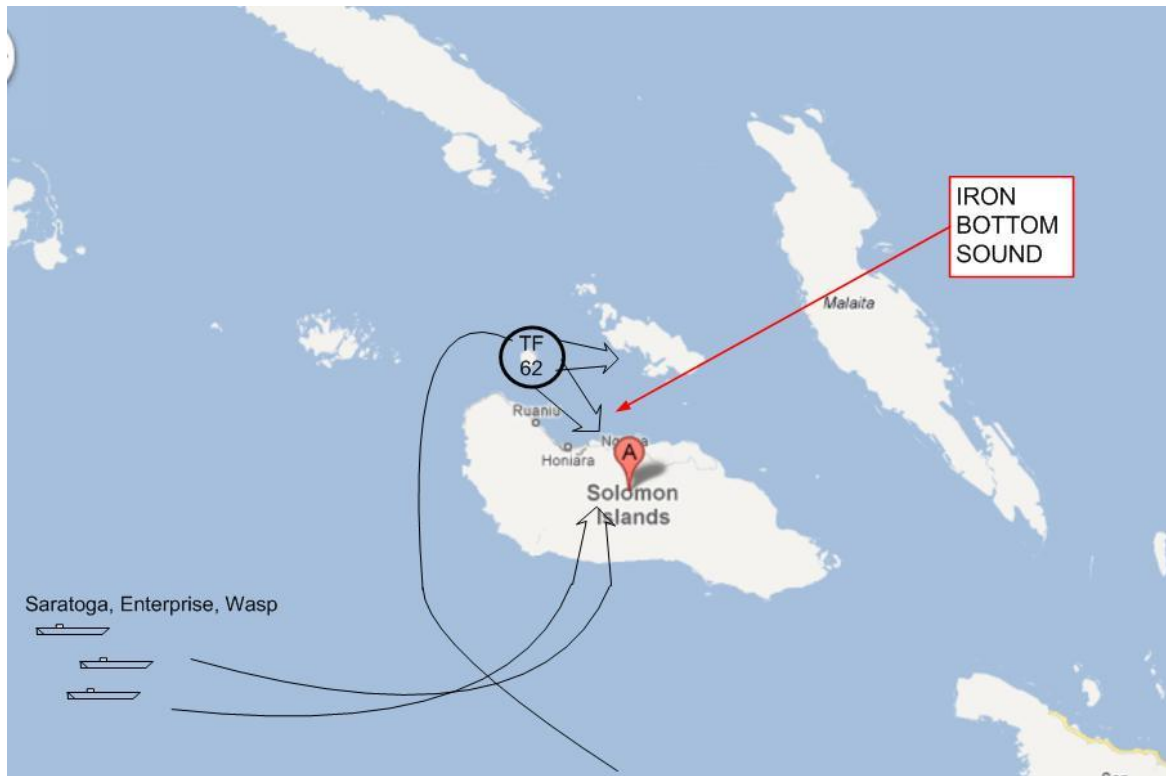 IRON
BOTTOM
SOUND
Malaita
TF
62
Ruaniu
Honiara
A
Solomon
Islands
Saratoga, Enterprise, Wasp